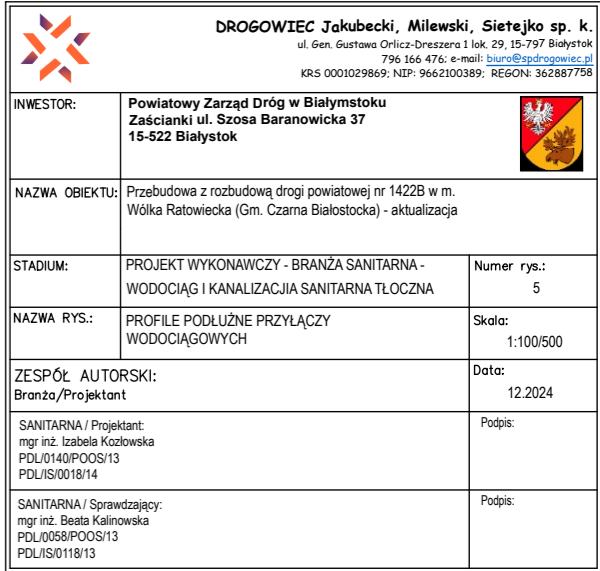 DROGOWIEC Jakubecki, Milewski, Sietejko sp. k.
ul. Gen. Gustawa Orlicz-Dreszera 1 lok. 29, 15-797 Białystok
796 166 476; e-mail: biuro@spdrogowiec.pl
KRS 0001029869; NIP: 9662100389; REGON: 362887758
INWESTOR:
Powiatowy Zarząd Dróg w Białymstoku
Zaścianki ul. Szosa Baranowicka 37
15-522 Białystok
NAZWA OBIEKTU:
Przebudowa z rozbudową drogi powiatowej nr 1422B w m.
Wólka Ratowiecka (Gm. Czarna Białostocka) - aktualizacja
STADIUM:
PROJEKT WYKONAWCZY - BRANŻA SANITARNA -
WODOCIĄG I KANALIZACJIA SANITARNA TŁOCZNA
Numer rys.:
5
NAZWA RYS.:
PROFILE PODŁUŻNE PRZYŁĄCZY
WODOCIĄGOWYCH
Skala:
1:100/500
ZESPÓŁ AUTORSKI:
Branża/Projektant
Data:
12.2024
SANITARNA / Projektant:
mgr inż. Izabela Kozłowska
PDL/0140/POOS/13
PDL/IS/0018/14
Podpis:
SANITARNA / Sprawdzający:
mgr inż. Beata Kalinowska
PDL/0058/POOS/13
PDL/IS/0118/13
Podpis: